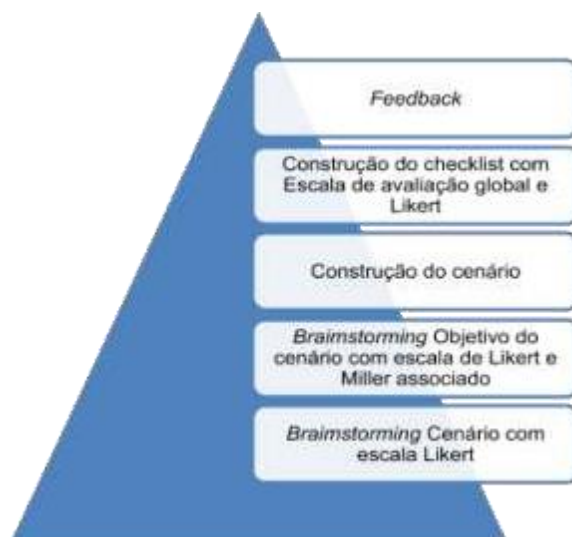 Feedback
Construção do checklist com
Escala de avaliação global e
Likert
Construção do cenário
Braimstorming Objetivo do
cenário com escala de Likert e
Miller associado
Braimstorming Cenário com
escala Likert